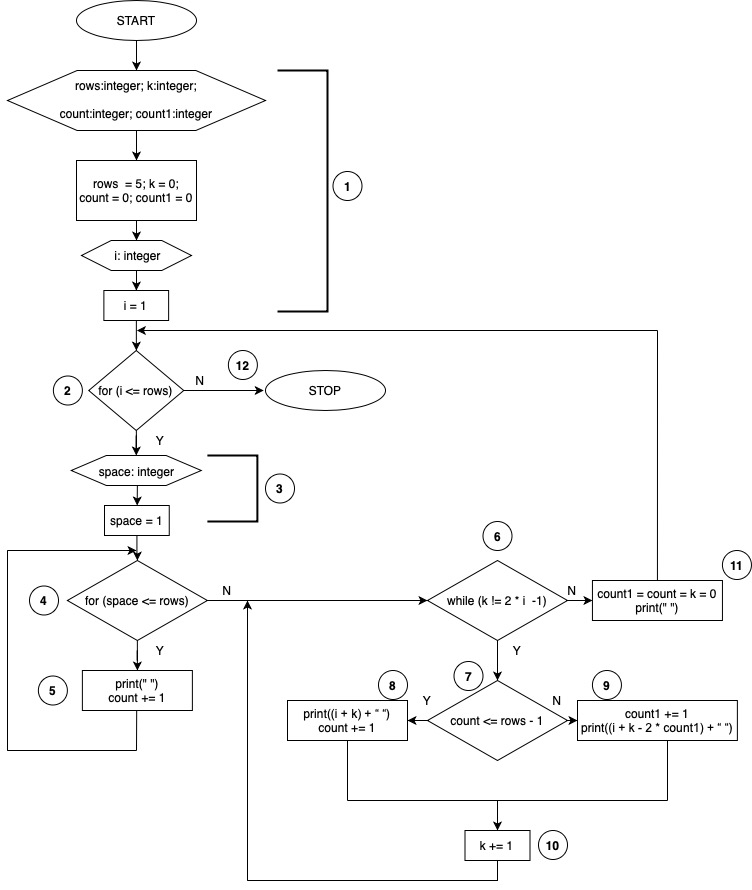 START
rows:integer; k:integer;
count:integer; count1:integer
rows  = 5; k = 0;
count = 0; count1 = 0
1
i: integer
i = 1
12
N
2
for (i <= rows)
STOP
Y
space: integer
3
space = 1
6
11
N
N
4
for (space <= rows)
while (k != 2 * i  -1)
count1 = count = k = 0
print(" ")
Y
Y
5
print(" ")
count += 1
7
8
9
Y
N
print((i + k) + “ “)
count += 1
count <= rows - 1
count1 += 1
print((i + k - 2 * count1) + “ “)
k += 1
10